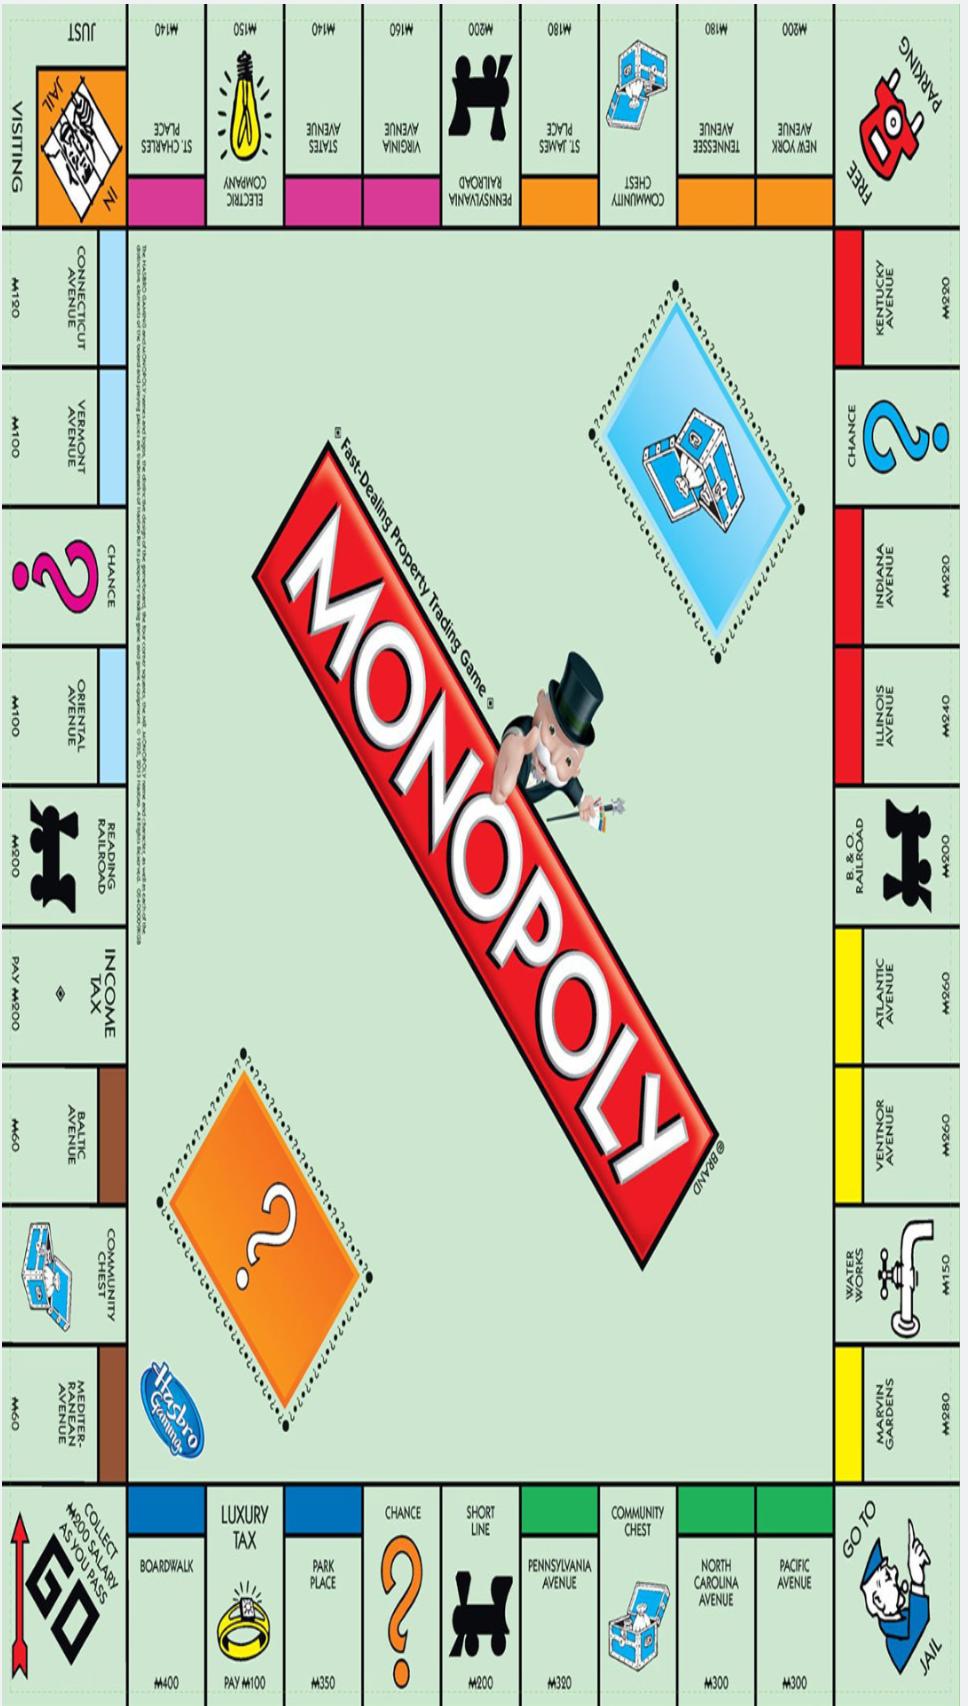 JUST
VISITING
IN
JAIL
₩140
ST. CHARLES
PLACE
₩150
ELECTRIC
COMPANY
₩140
STATES
AVENUE
₩160
VIRGINIA
AVENUE
₩200
PENNSYLVANIA
RAILROAD
₩180
ST. JAMES
PLACE
COMMUNITY
CHEST
₩180
TENNESSEE
AVENUE
₩200
NEW YORK
AVENUE
FREE
PARKING
CONNECTICUT
AVENUE
₩120
VERMONT
AVENUE
₩100
CHANCE
?
ORIENTAL
AVENUE
₩100
READING
RAILROAD
₩200
INCOME
TAX
PAY ₩200
BALTIC
AVENUE
₩60
COMMUNITY
CHEST
MEDITER-
RANEAN
AVENUE
₩60
Fast-Dealing Property Trading Game
MONOPOLY
® BRAND
?
Hasbro
Gaming
KENTUCKY
AVENUE
₩220
CHANCE
?
INDIANA
AVENUE
₩220
ILLINOIS
AVENUE
₩240
B. & O.
RAILROAD
₩200
ATLANTIC
AVENUE
₩260
VENTNOR
AVENUE
₩260
WATER
WORKS
₩150
MARVIN
GARDENS
₩280
COLLECT
₩200 SALARY
AS YOU PASS
GO
BOARDWALK
₩400
LUXURY
TAX
PAY ₩100
PARK
PLACE
₩350
CHANCE
?
SHORT
LINE
₩200
PENNSYLVANIA
AVENUE
₩320
COMMUNITY
CHEST
NORTH
CAROLINA
AVENUE
₩300
PACIFIC
AVENUE
₩300
GO TO
JAIL